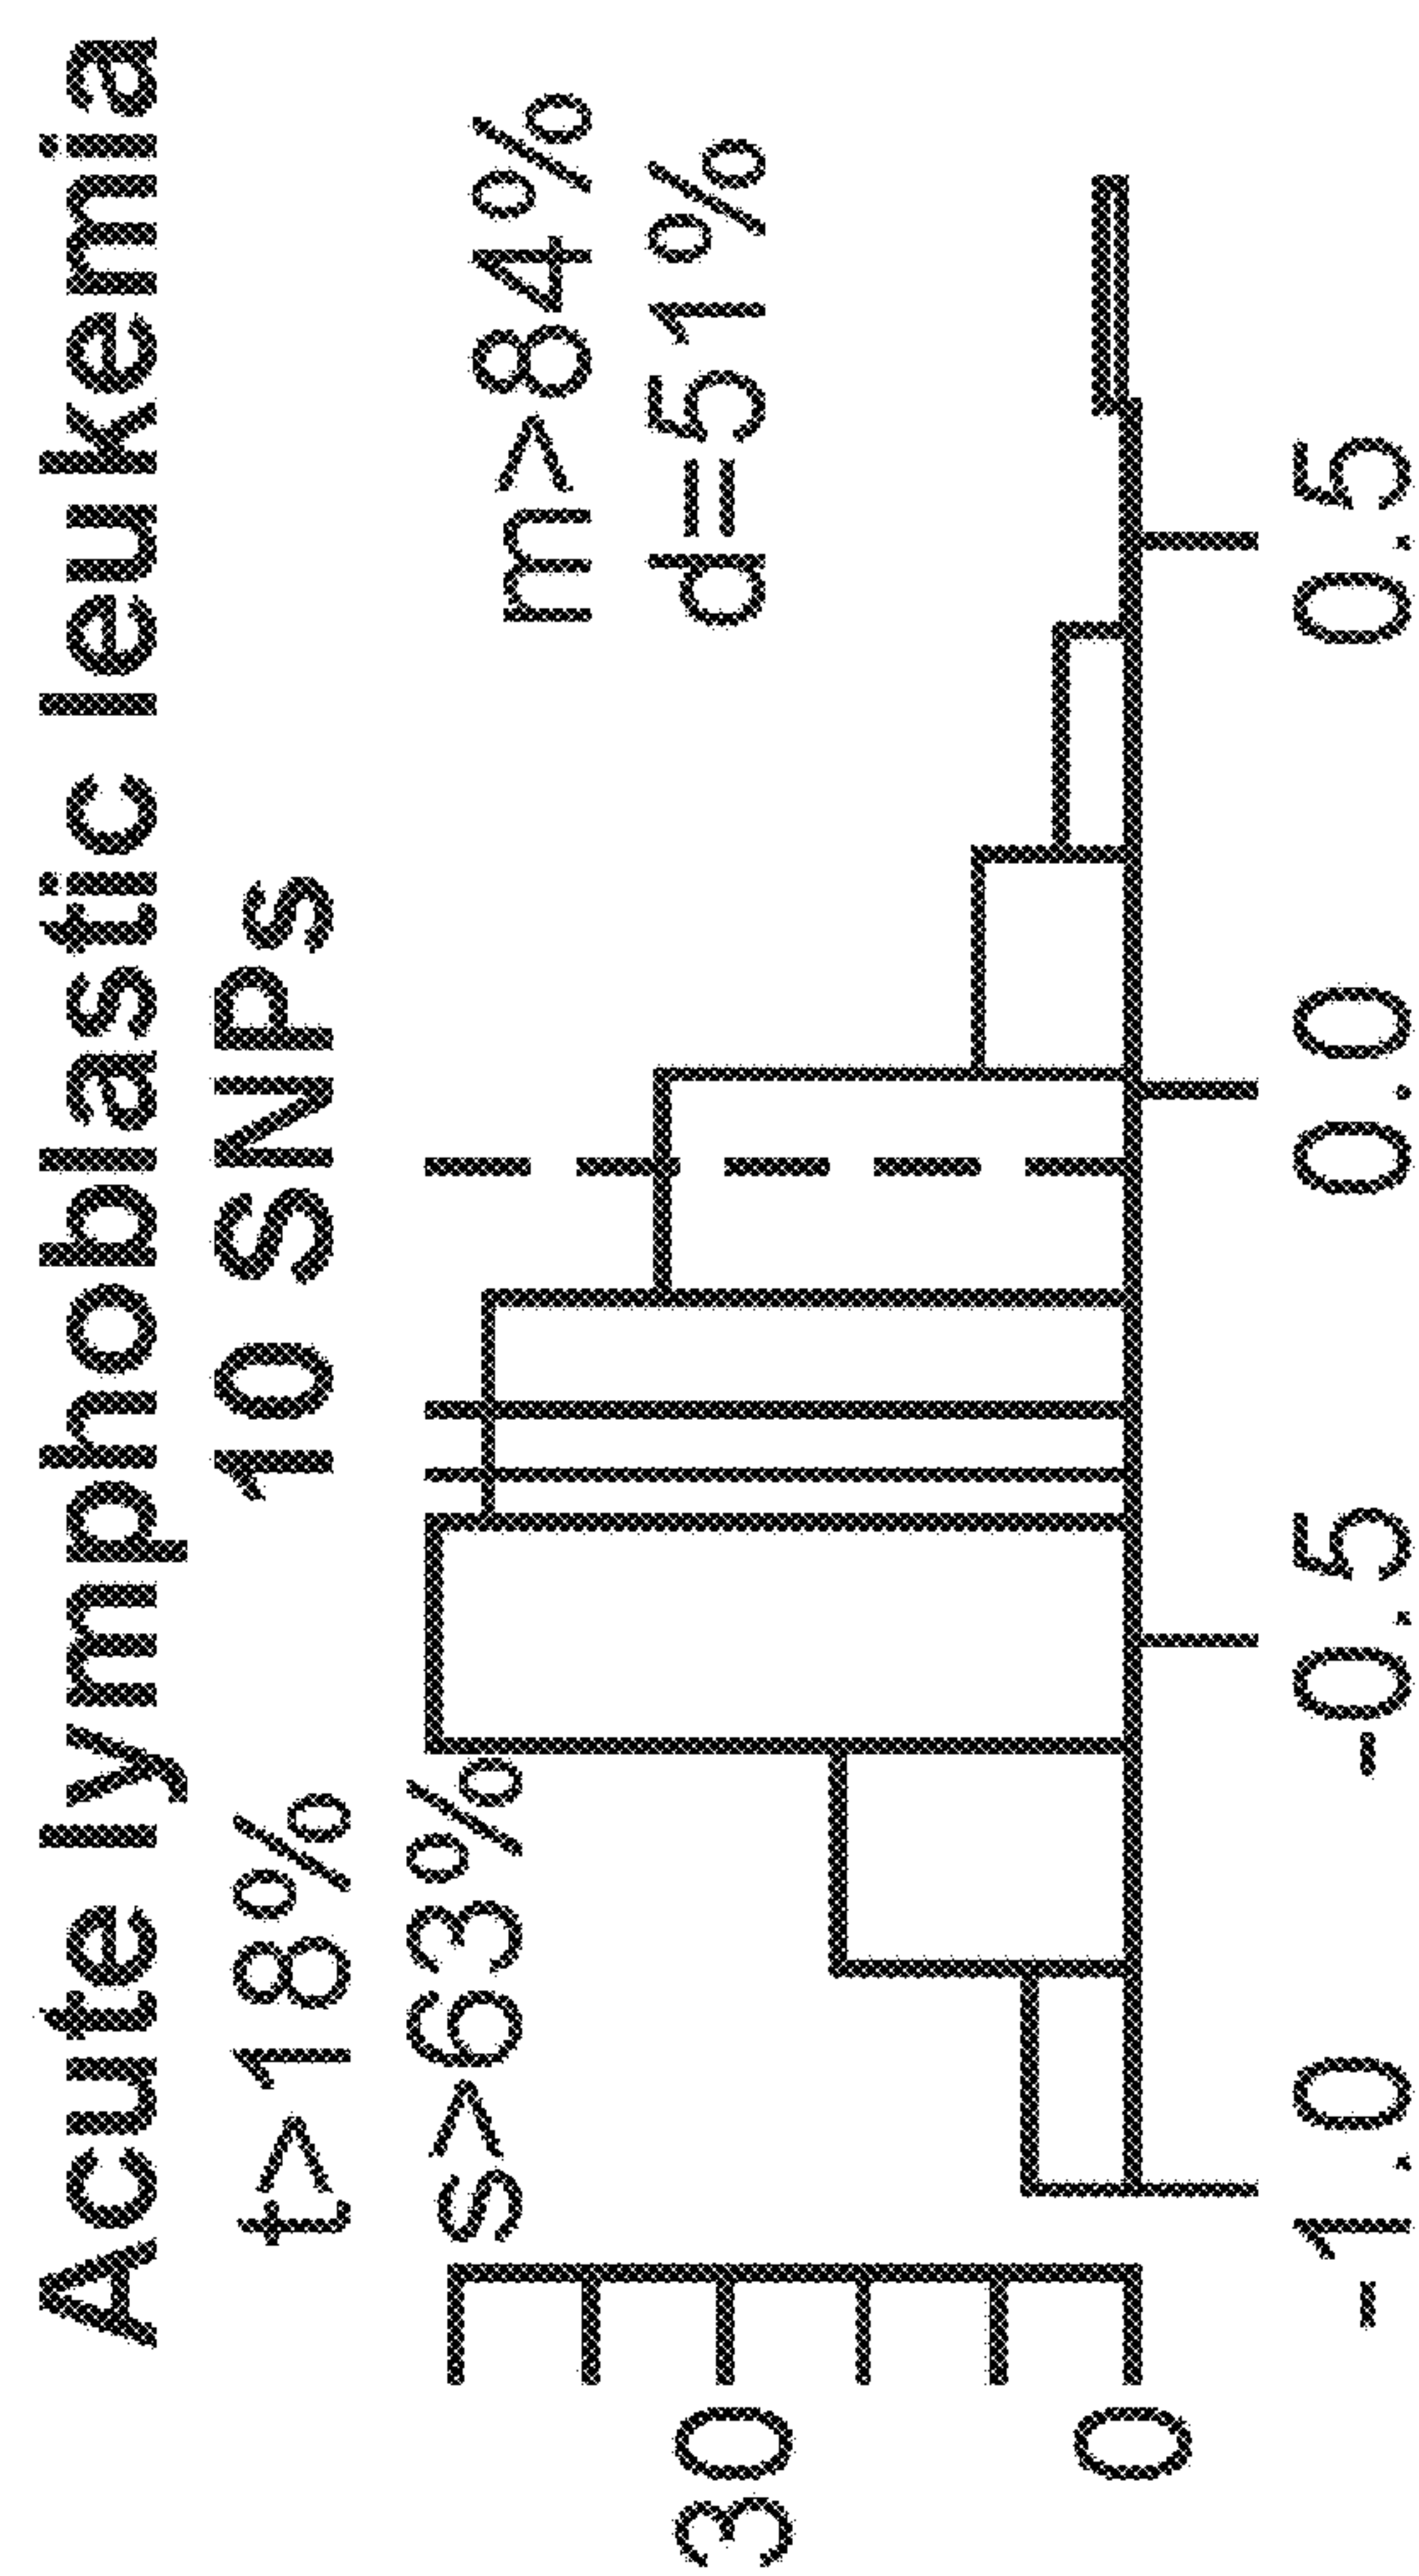 Acute lymphoblastic leukemia
10 SNPs
t>18%
s>63%
m>84%
d=51%
30
0
-1.0
-0.5
0.0
0.5